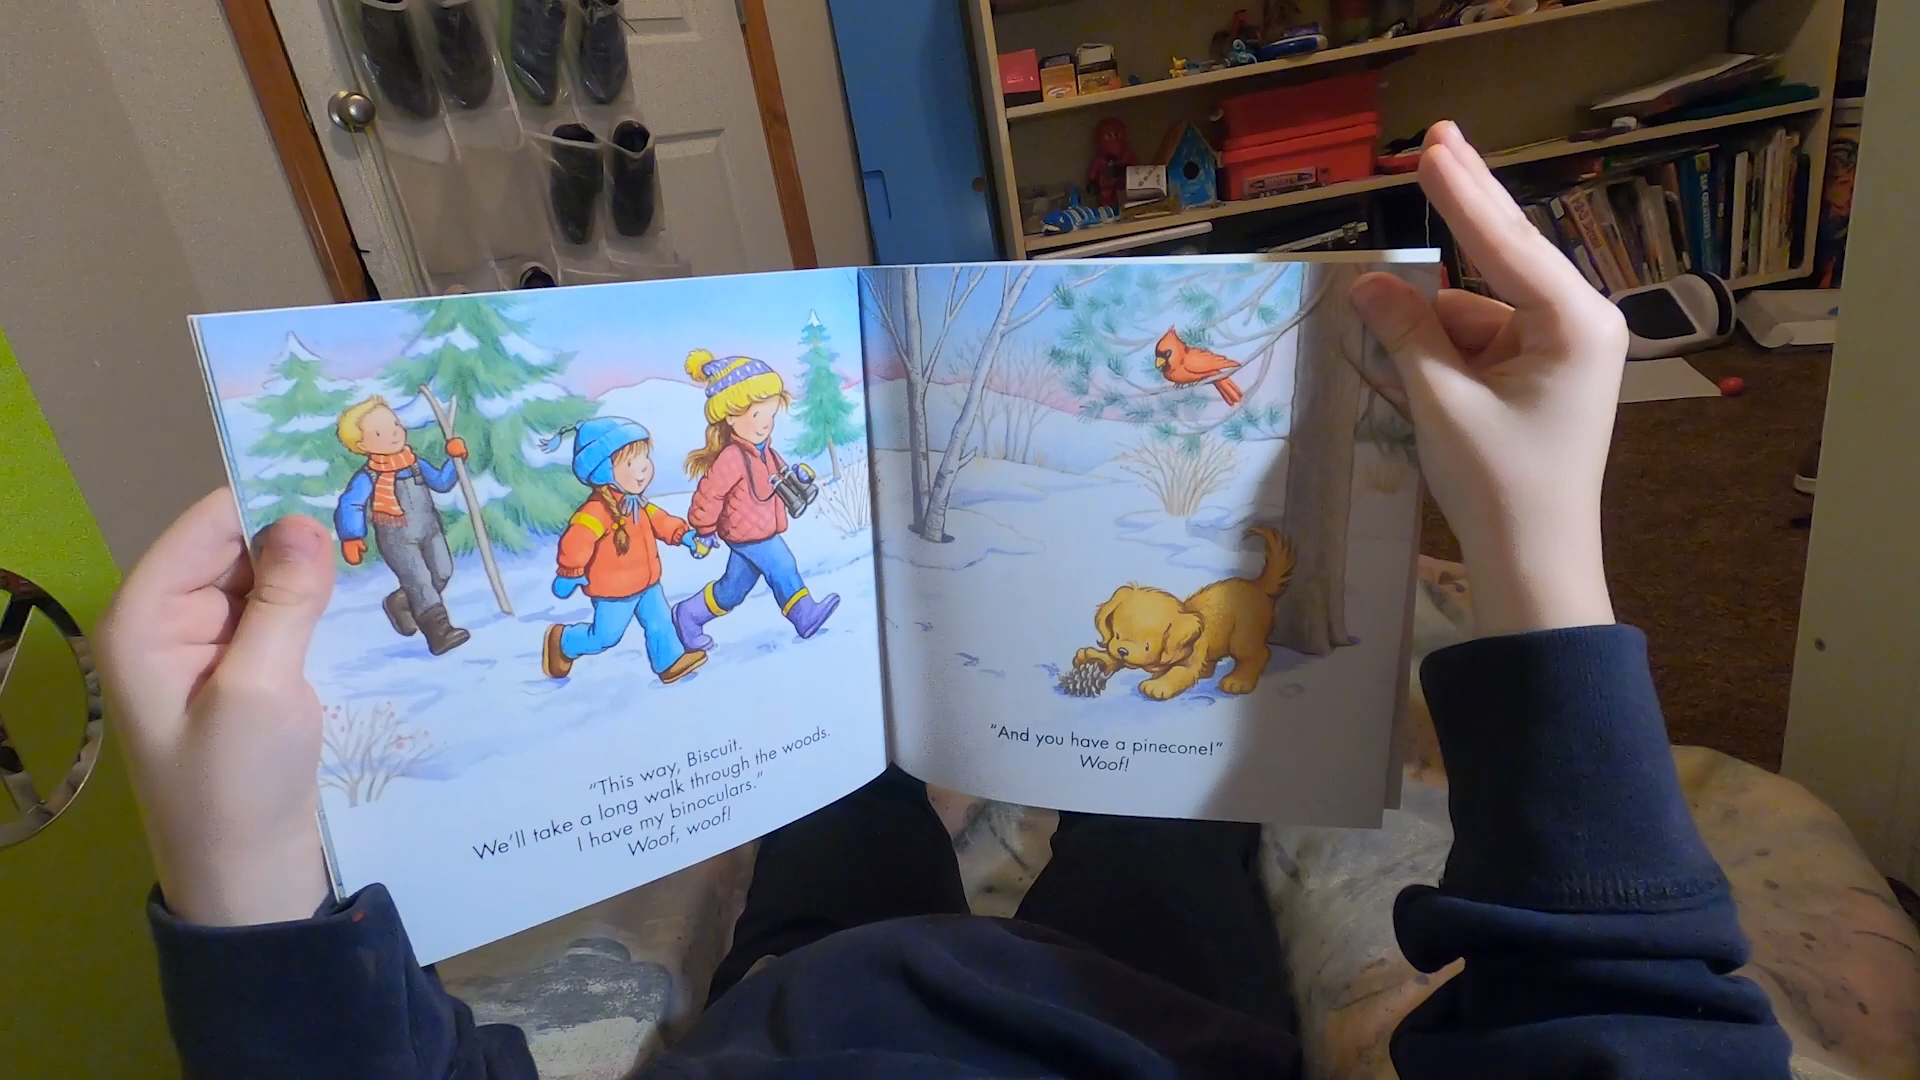 "This way, Biscuit.
We'll take a long walk through the woods.
I have my binoculars."
Woof, woof!
"And you have a pinecone!"
Woof!